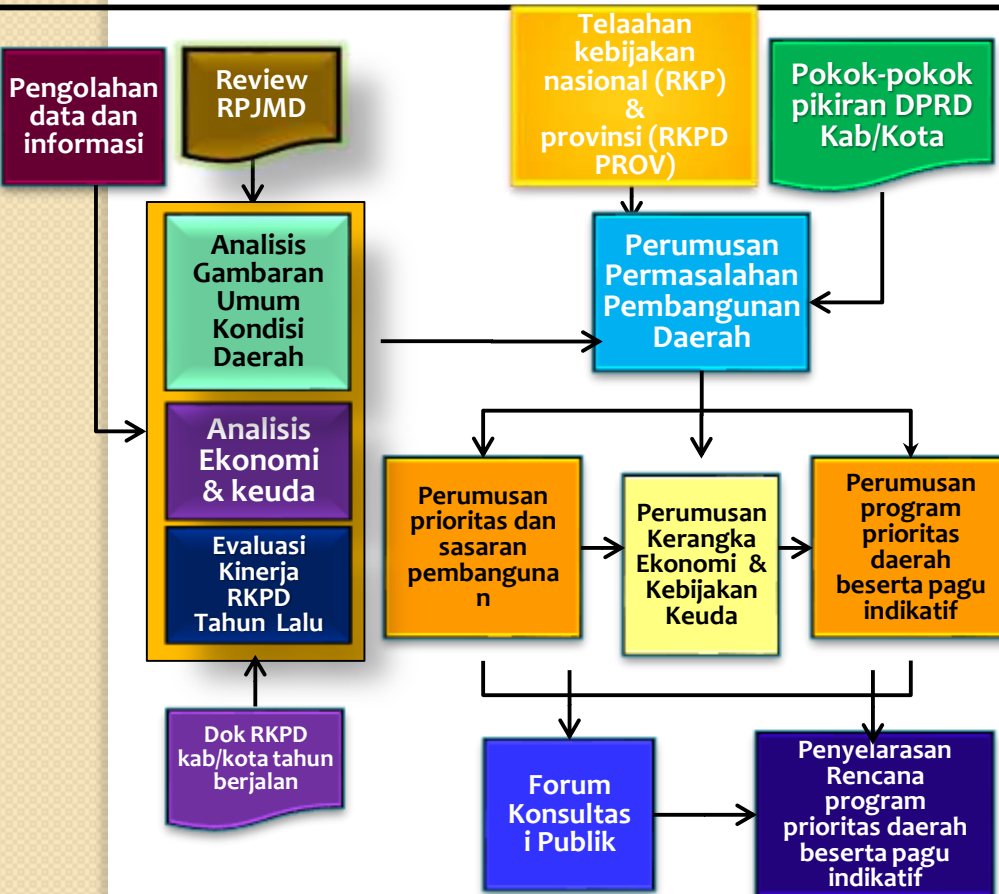 Pengolahan
data dan
informasi
Review
RPJMD
Telaahan
kebijakan
nasional (RKP)
&
provinsi (RKPD
PROV)
Pokok-pokok
pikiran DPRD
Kab/Kota
Analisis
Gambaran
Umum
Kondisi
Daerah
Analisis
Ekonomi
& keuda
Evaluasi
Kinerja
RKPD
Tahun Lalu
Dok RKPD
kab/kota tahun
berjalan
Perumusan
Permasalahan
Pembangunan
Daerah
Perumusan
prioritas dan
sasaran
pembanguna
n
Perumusan
Kerangka
Ekonomi &
Kebijakan
Keuda
Perumusan
program
prioritas
daerah
beserta pagu
indikatif
Forum
Konsultas
i Publik
Penyelarasan
Rencana
program
prioritas daerah
beserta pagu
indikatif